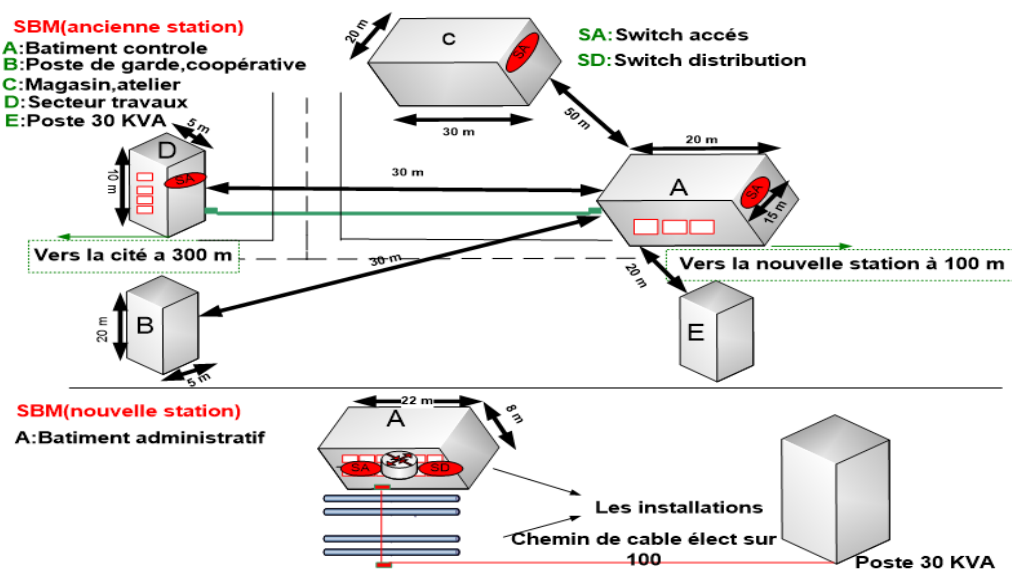 SBM(ancienne station)
A:Batiment controle
B:Poste de garde,coopérative
C:Magasin,atelier
D:Secteur travaux
E:Poste 30 KVA
SA:Switch accés
SD:Switch distribution
20 m
C
SA
30 m
50 m
5 m
D
10 m
SA
30 m
20 m
A
SA
15 m
Vers la cité a 300 m
30 m
20 m
Vers la nouvelle station à 100 m
B
20 m
5 m
E
SBM(nouvelle station)
A:Batiment administratif
22 m
A
8 m
SA
SD
Les installations
Chemin de cable élect sur
100
Poste 30 KVA